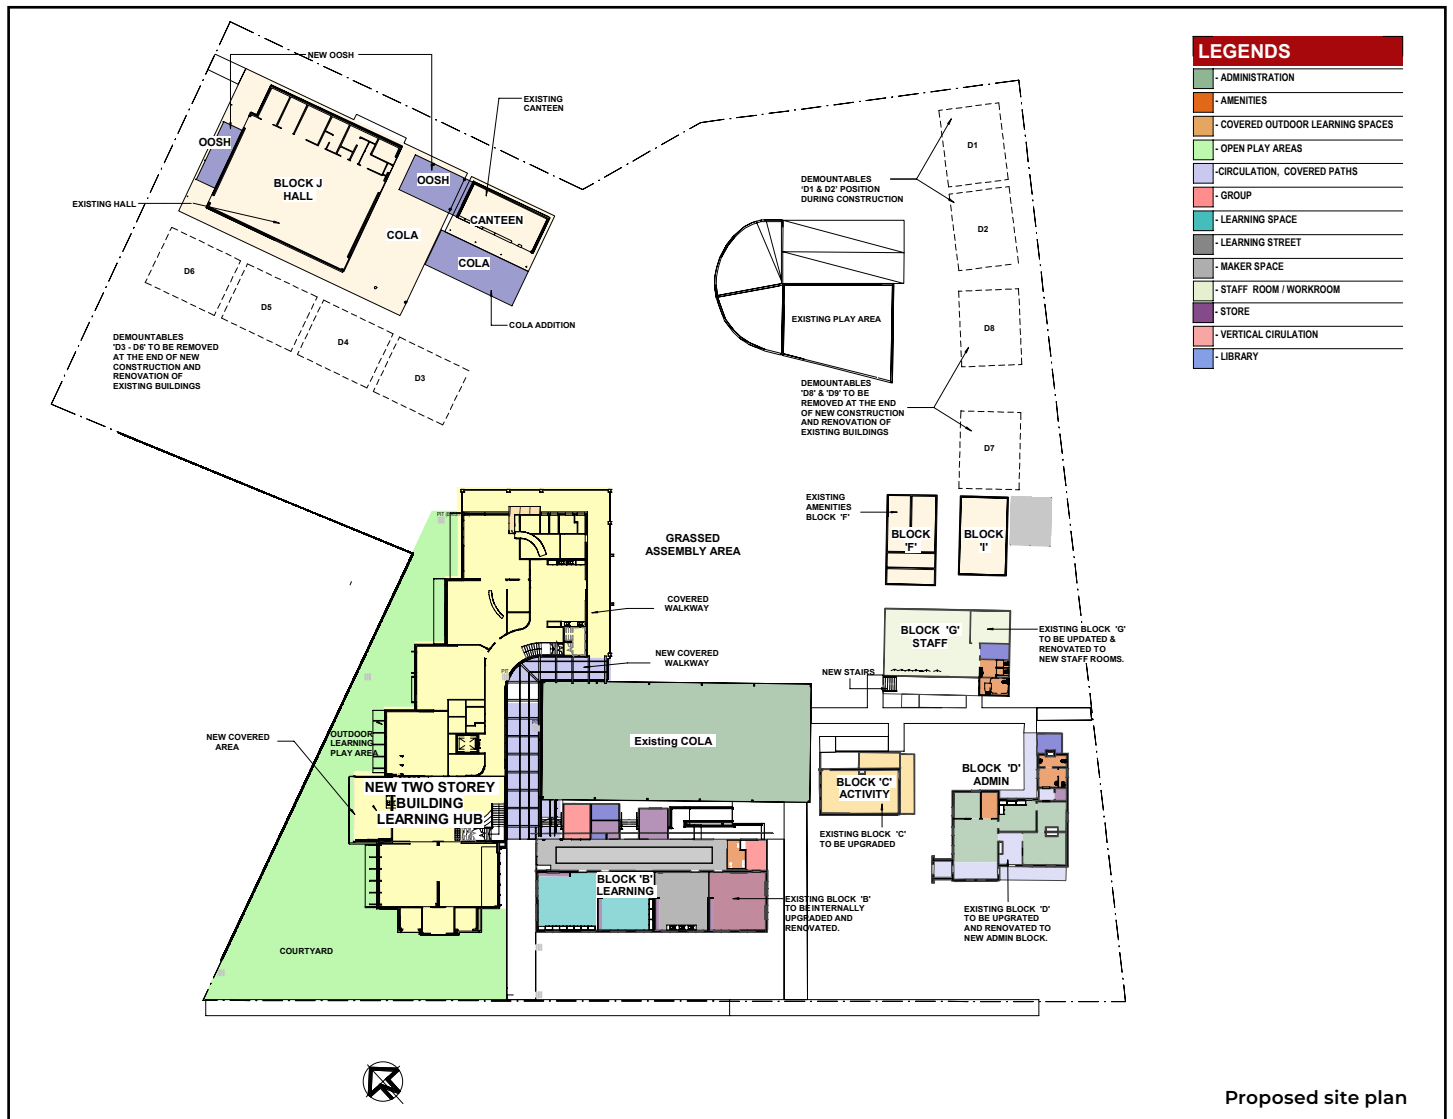 NEW OOSH
EXISTING
CANTEEN
OOSH
BLOCK J
HALL
OOSH
CANTEEN
EXISTING HALL
COLA
COLA
COLA ADDITION
D6
D5
D4
D3
DEMOUNTABLES
'D3 - D6' TO BE REMOVED
AT THE END OF NEW
CONSTRUCTION AND
RENOVATION OF
EXISTING BUILDINGS
DEMOUNTABLES
'D1 & D2' POSITION
DURING CONSTRUCTION
D1
D2
EXISTING PLAY AREA
D8
DEMOUNTABLES
'D8' & 'D9' TO BE
REMOVED AT THE END
OF NEW CONSTRUCTION
AND RENOVATION OF
EXISTING BUILDINGS
D7
LEGENDS
- ADMINISTRATION
- AMENITIES
- COVERED OUTDOOR LEARNING SPACES
- OPEN PLAY AREAS
-CIRCULATION, COVERED PATHS
- GROUP
- LEARNING SPACE
- LEARNING STREET
- MAKER SPACE
- STAFF ROOM / WORKROOM
- STORE
- VERTICAL CIRULATION
- LIBRARY
EXISTING
AMENITIES
BLOCK 'F'
BLOCK
'F'
BLOCK
'I'
GRASSED
ASSEMBLY AREA
COVERED
WALKWAY
NEW COVERED
WALKWAY
BLOCK 'G'
STAFF
EXISTING BLOCK 'G'
TO BE UPDATED &
RENOVATED TO
NEW STAFF ROOMS.
NEW STAIRS
PIT
NEW COVERED
AREA
OUTDOOR
LEARNING
PLAY AREA
Existing COLA
NEW TWO STOREY
BUILDING
LEARNING HUB
BLOCK 'C'
ACTIVITY
EXISTING BLOCK 'C'
TO BE UPGRADED
BLOCK 'D'
ADMIN
BLOCK 'B'
LEARNING
EXISTING BLOCK 'B'
TO BE INTERNALLY
UPGRADED AND
RENOVATED.
EXISTING BLOCK 'D'
TO BE UPGRATED
AND RENOVATED TO
NEW ADMIN BLOCK.
COURTYARD
Proposed site plan